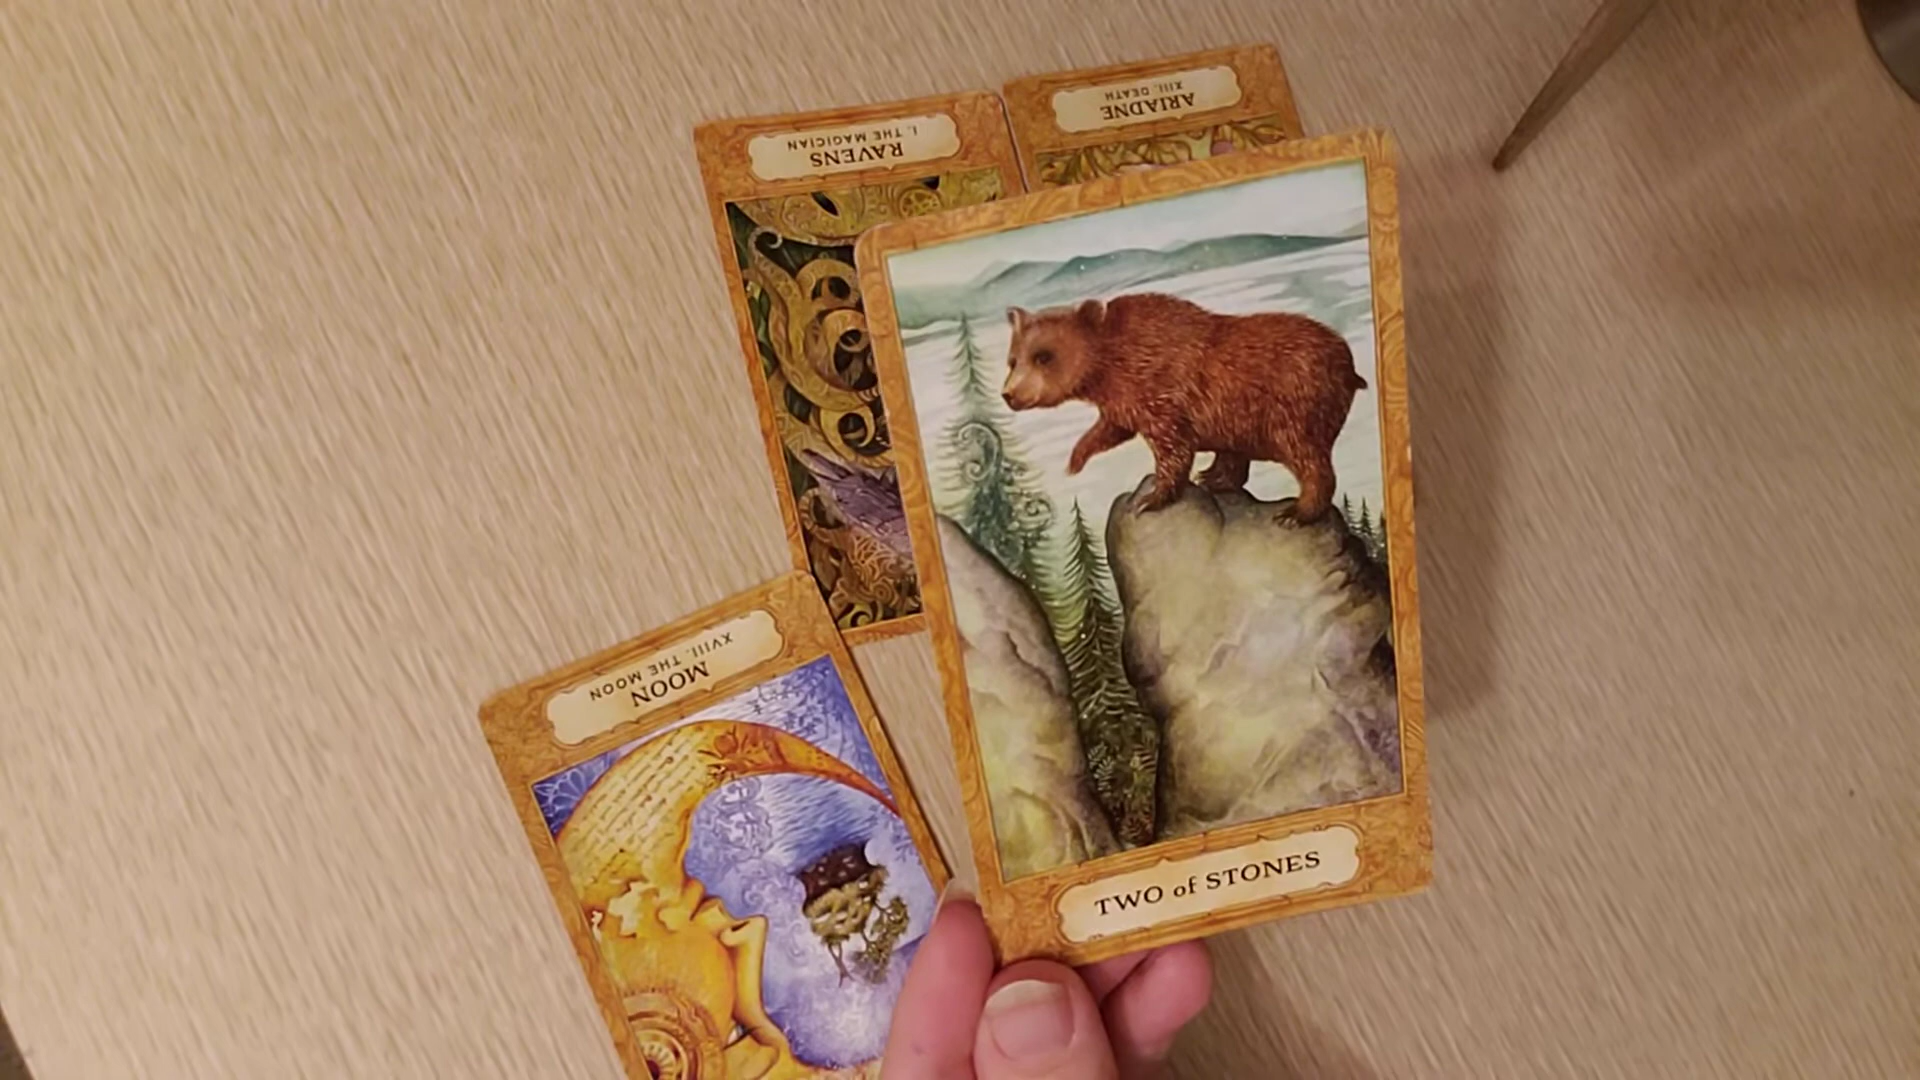 XIII. DEATH
ARIADNE
I. THE MAGICIAN
RAVENS
XVIII. THE MOON
MOON
TWO of STONES